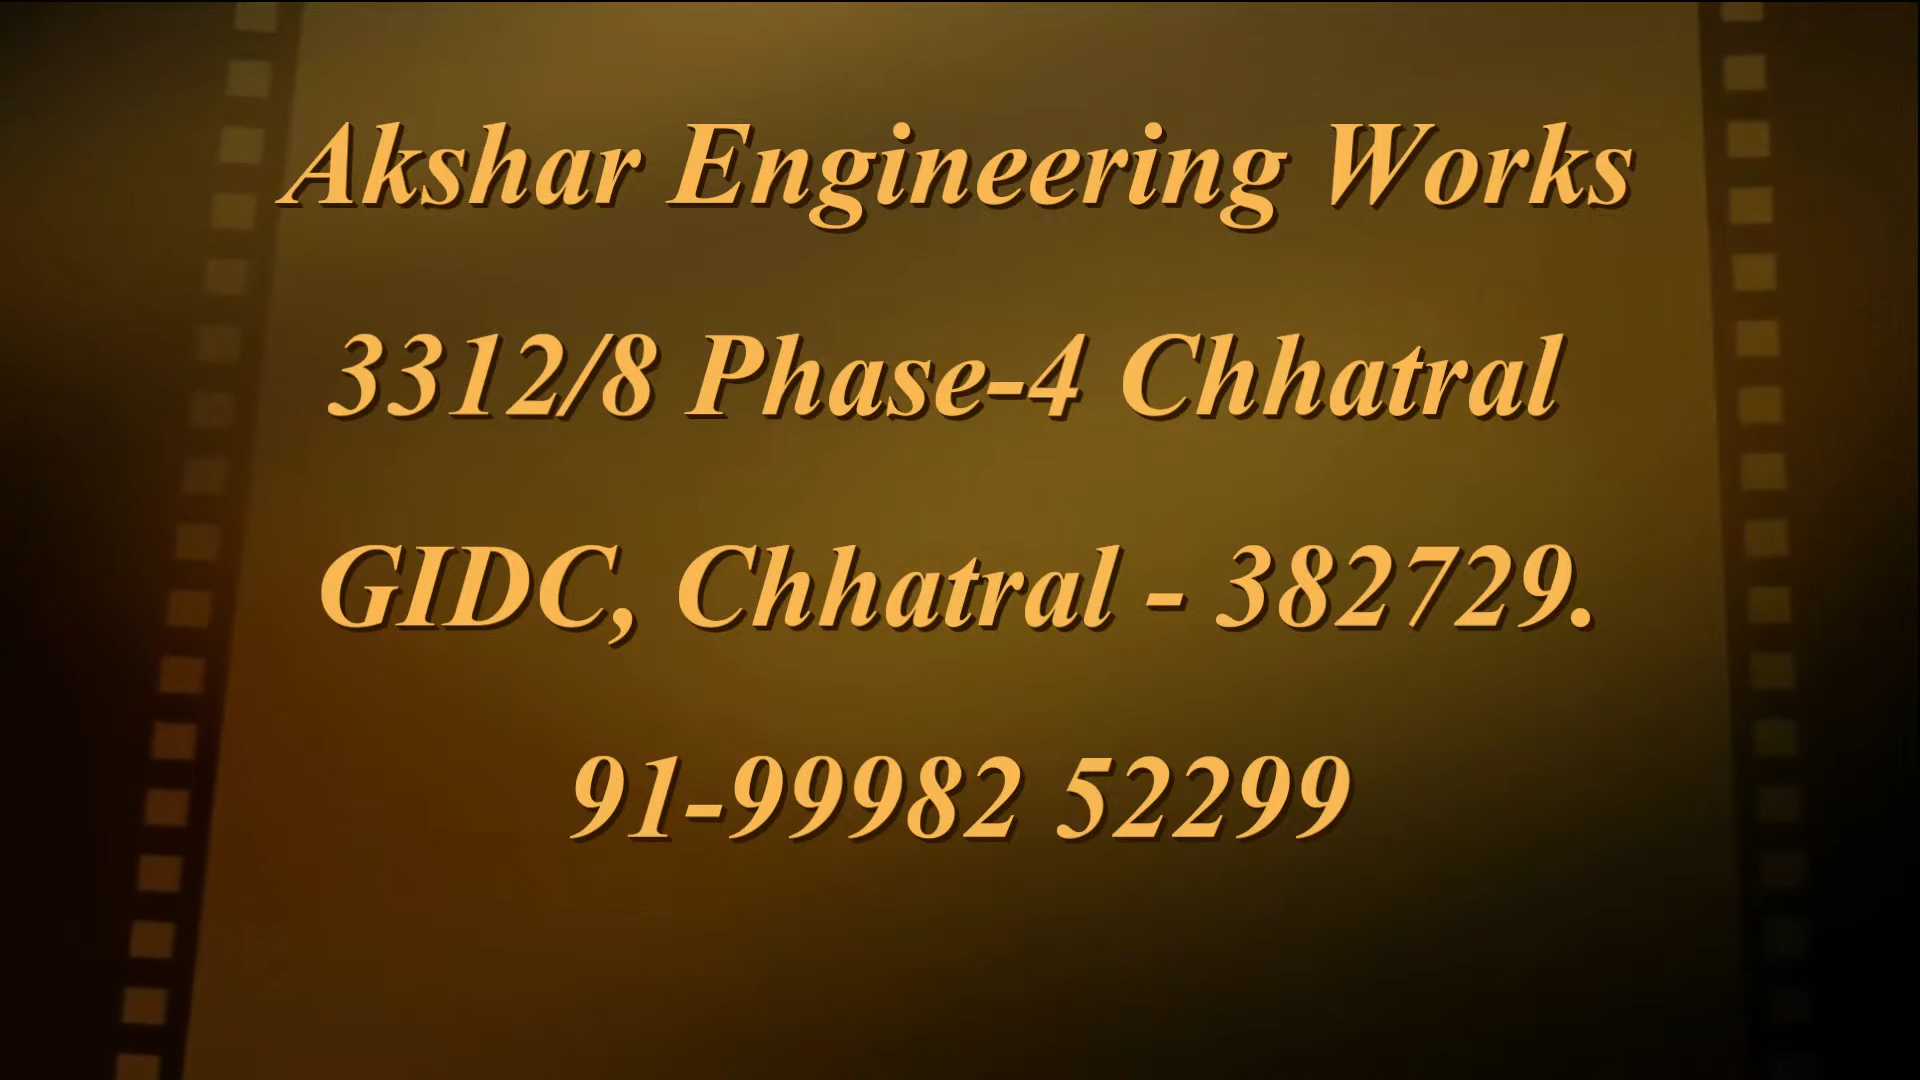 Akshar Engineering Works
3312/8 Phase-4 Chhatral
GIDC, Chhatral - 382729.
91-99982 52299